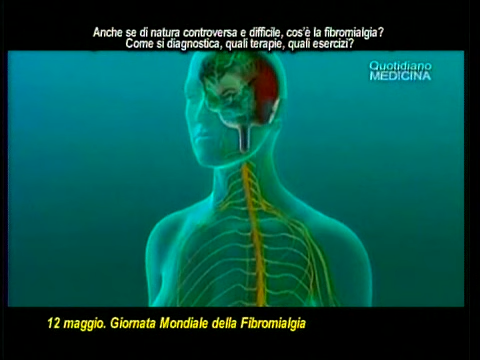 Anche se di natura controversa e difficile, cos'è la fibromialgia?
Come si diagnostica, quali terapie, quali esercizi?
Quotidiano
MEDICINA
12 maggio. Giornata Mondiale della Fibromialgia